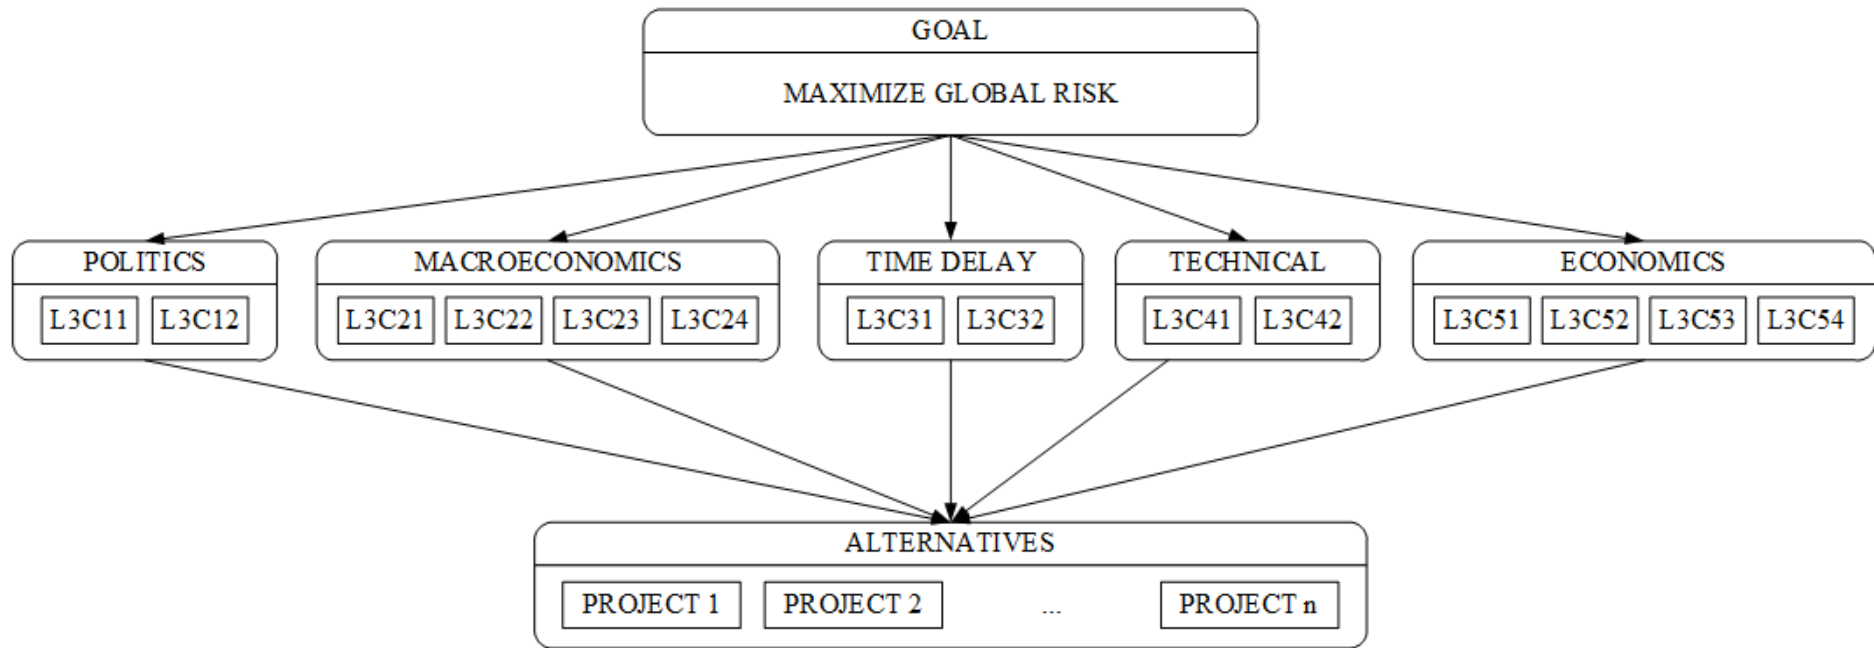 GOAL
MAXIMIZE GLOBAL RISK
POLITICS
L3C11 L3C12
MACROECONOMICS
L3C21 L3C22 L3C23 L3C24
TIME DELAY
L3C31 L3C32
TECHNICAL
L3C41 L3C42
ECONOMICS
L3C51 L3C52 L3C53 L3C54
ALTERNATIVES
PROJECT 1 PROJECT 2 ... PROJECT n